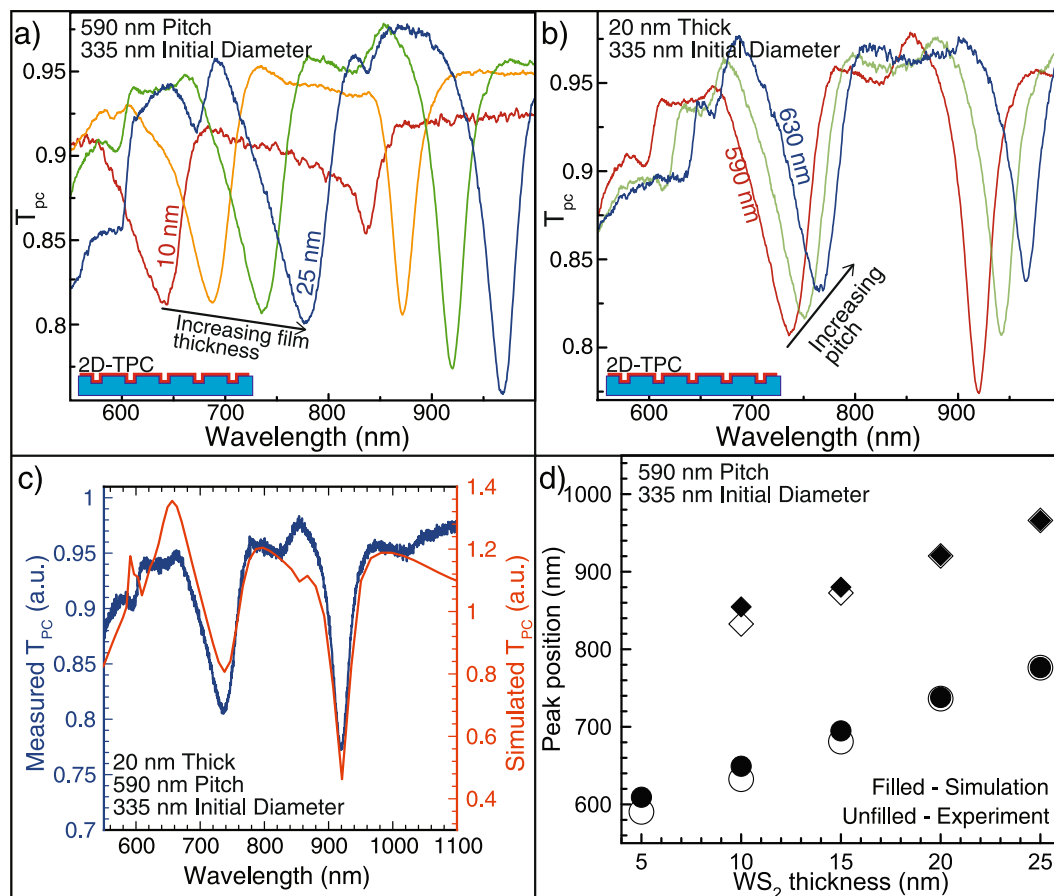 a)
590 nm Pitch
335 nm Initial Diameter
0.95
0.9
0.85
0.8
T_pc
10 nm
25 nm
Increasing film
thickness
2D-TPC
600
700
800
900
Wavelength (nm)
b)
20 nm Thick
335 nm Initial Diameter
0.95
0.9
0.85
0.8
T_pc
590 nm
630 nm
Increasing
pitch
2D-TPC
600
700
800
900
Wavelength (nm)
c)
1
0.95
0.9
0.85
0.8
0.75
0.7
Measured T_PC (a.u.)
1.4
1.2
1
0.8
0.6
0.4
Simulated T_PC (a.u.)
20 nm Thick
590 nm Pitch
335 nm Initial Diameter
600
700
800
900
1000
1100
Wavelength (nm)
d)
590 nm Pitch
335 nm Initial Diameter
1000
900
800
700
600
Peak position (nm)
Filled - Simulation
Unfilled - Experiment
5
10
15
20
25
WS₂ thickness (nm)